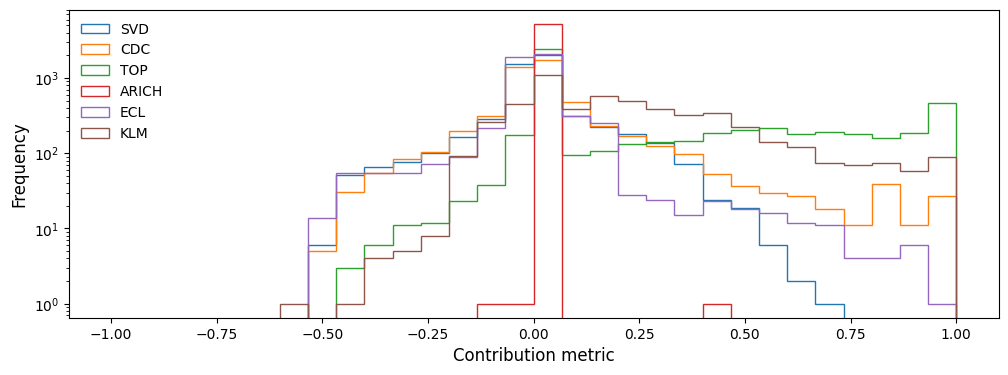 SVD
CDC
TOP
ARICH
ECL
KLM
Frequency
10³
10²
10¹
10⁰
−1.00 −0.75 −0.50 −0.25 0.00 0.25 0.50 0.75 1.00
Contribution metric